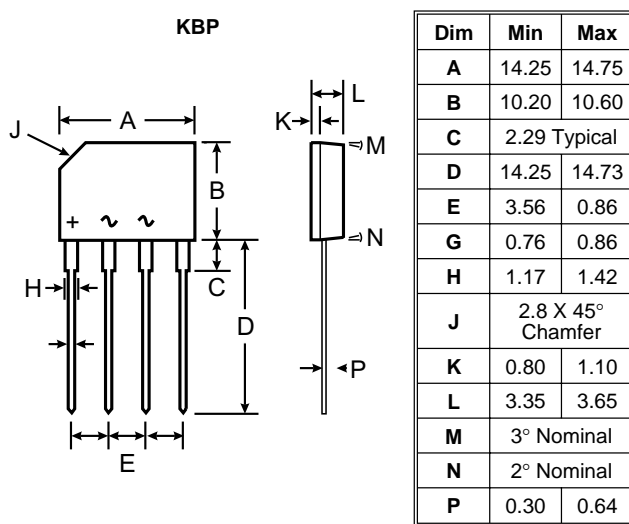 KBP
A
J
B
+ ∿ ∿
H
C
D
E
L
K
M
N
P
Dim Min Max
A 14.25 14.75
B 10.20 10.60
C 2.29 Typical
D 14.25 14.73
E 3.56 0.86
G 0.76 0.86
H 1.17 1.42
J 2.8 X 45°
Chamfer
K 0.80 1.10
L 3.35 3.65
M 3° Nominal
N 2° Nominal
P 0.30 0.64